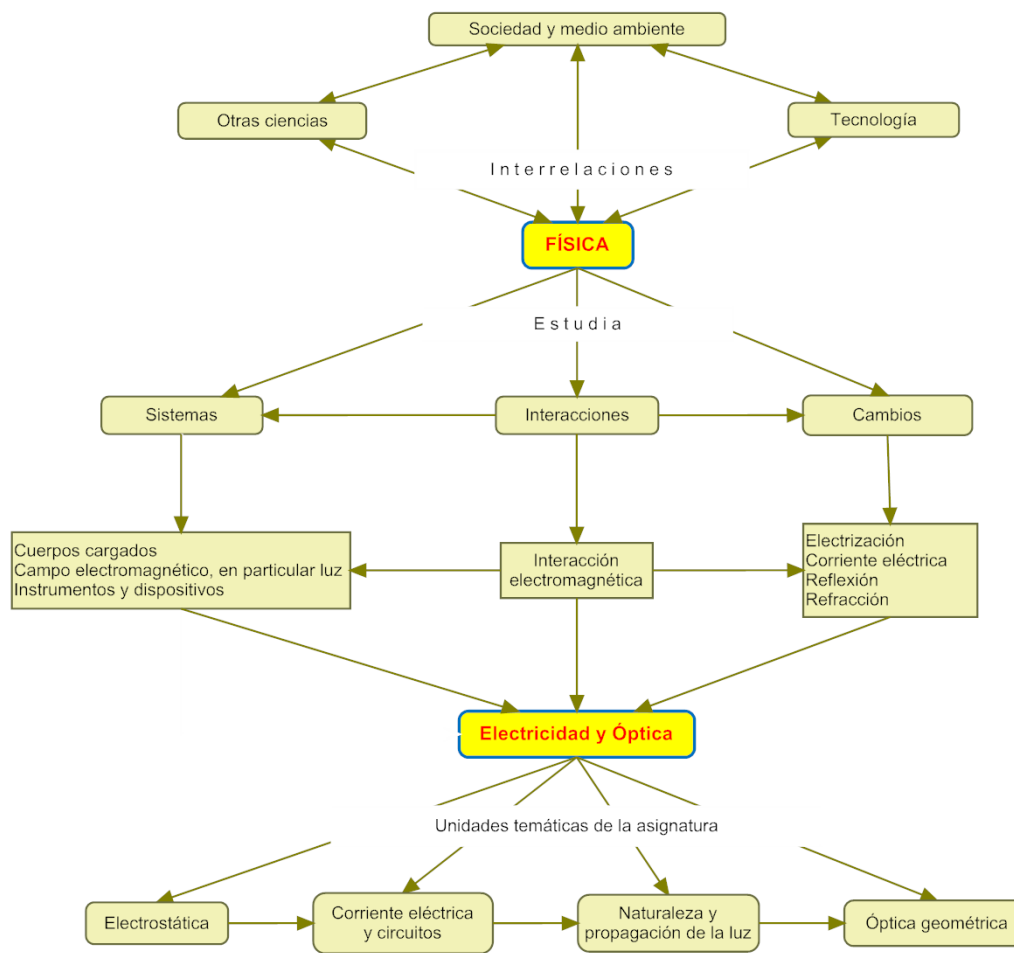 Sociedad y medio ambiente
Otras ciencias
Tecnología
Interrelaciones
FÍSICA
Estudia
Sistemas
Interacciones
Cambios
Cuerpos cargados
Campo electromagnético, en particular luz
Instrumentos y dispositivos
Interacción
electromagnética
Electrización
Corriente eléctrica
Reflexión
Refracción
Electricidad y Óptica
Unidades temáticas de la asignatura
Electrostática
Corriente eléctrica
y circuitos
Naturaleza y
propagación de la luz
Óptica geométrica